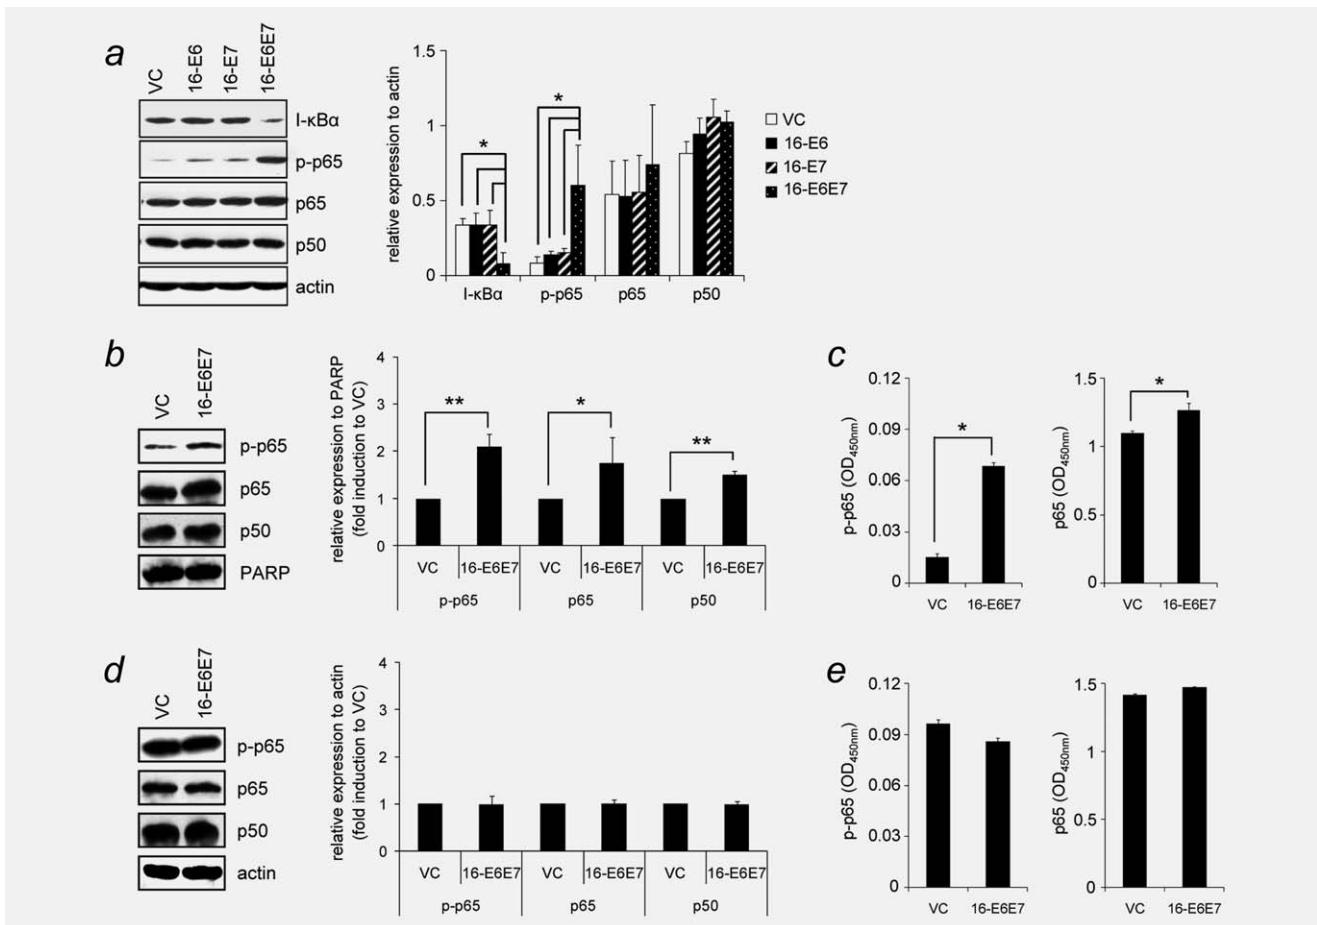 a
VC
16-E6
16-E7
16-E6E7
I-κBα
p-p65
p65
p50
actin
relative expression to actin
1.5
1
0.5
0
*
*
I-κBα
p-p65
p65
p50
VC
16-E6
16-E7
16-E6E7
b
VC
16-E6E7
p-p65
p65
p50
PARP
relative expression to PARP
(fold induction to VC)
4
3
2
1
0
**
*
**
VC
16-E6E7
VC
16-E6E7
VC
16-E6E7
p-p65
p65
p50
c
p-p65 (OD450nm)
0.12
0.09
0.06
0.03
0
*
VC
16-E6E7
p65 (OD450nm)
1.5
1
0.5
0
*
VC
16-E6E7
d
VC
16-E6E7
p-p65
p65
p50
actin
relative expression to actin
(fold induction to VC)
4
3
2
1
0
VC
16-E6E7
VC
16-E6E7
VC
16-E6E7
p-p65
p65
p50
e
p-p65 (OD450nm)
0.12
0.09
0.06
0.03
0
VC
16-E6E7
p65 (OD450nm)
1.5
1
0.5
0
VC
16-E6E7